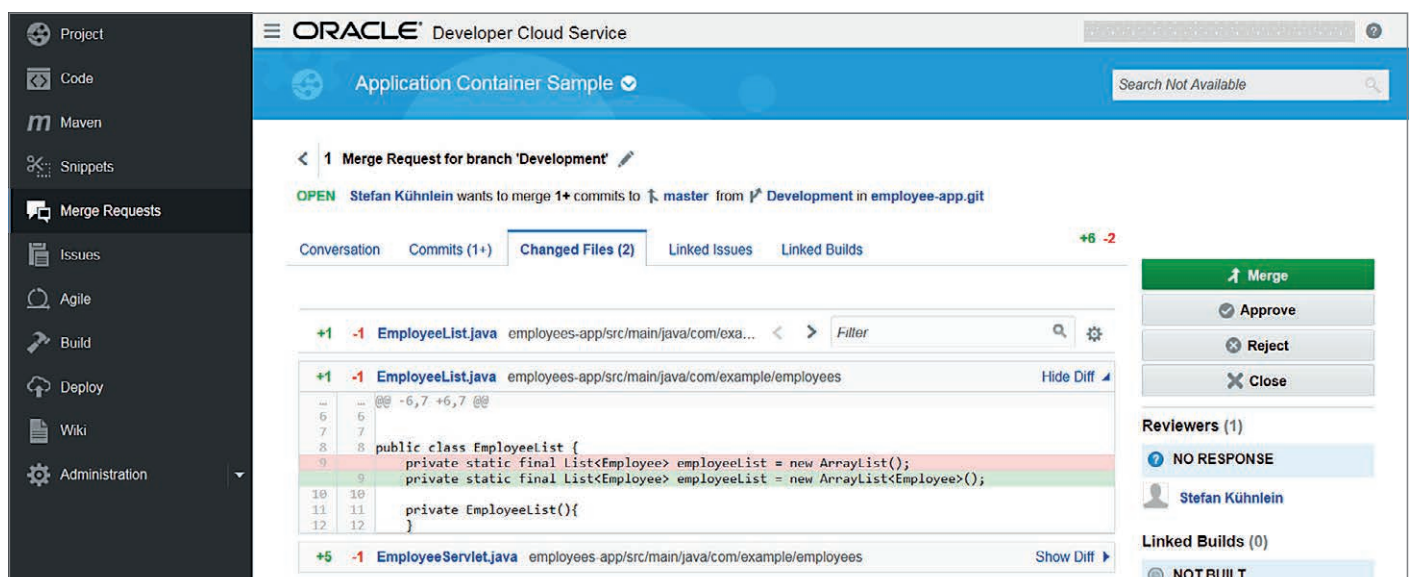 Project
Code
Maven
Snippets
Merge Requests
Issues
Agile
Build
Deploy
Wiki
Administration
ORACLE® Developer Cloud Service
Application Container Sample
Search Not Available
1 Merge Request for branch 'Development'
OPEN Stefan Kühnlein wants to merge 1+ commits to master from Development in employee-app.git
Conversation Commits (1+) Changed Files (2) Linked Issues Linked Builds +6 -2
+1 -1 EmployeeList.java employees-app/src/main/java/com/exa... < > Filter
+1 -1 EmployeeList.java employees-app/src/main/java/com/example/employees Hide Diff
... ... @@ -6,7 +6,7 @@
6 6
7 7
8 8 public class EmployeeList {
9 private static final List<Employee> employeeList = new ArrayList();
9 private static final List<Employee> employeeList = new ArrayList<Employee>();
10 10
11 11 private EmployeeList(){
12 12 }
+5 -1 EmployeeServlet.java employees-app/src/main/java/com/example/employees Show Diff
Merge
Approve
Reject
Close
Reviewers (1)
NO RESPONSE
Stefan Kühnlein
Linked Builds (0)
NOT BUILT